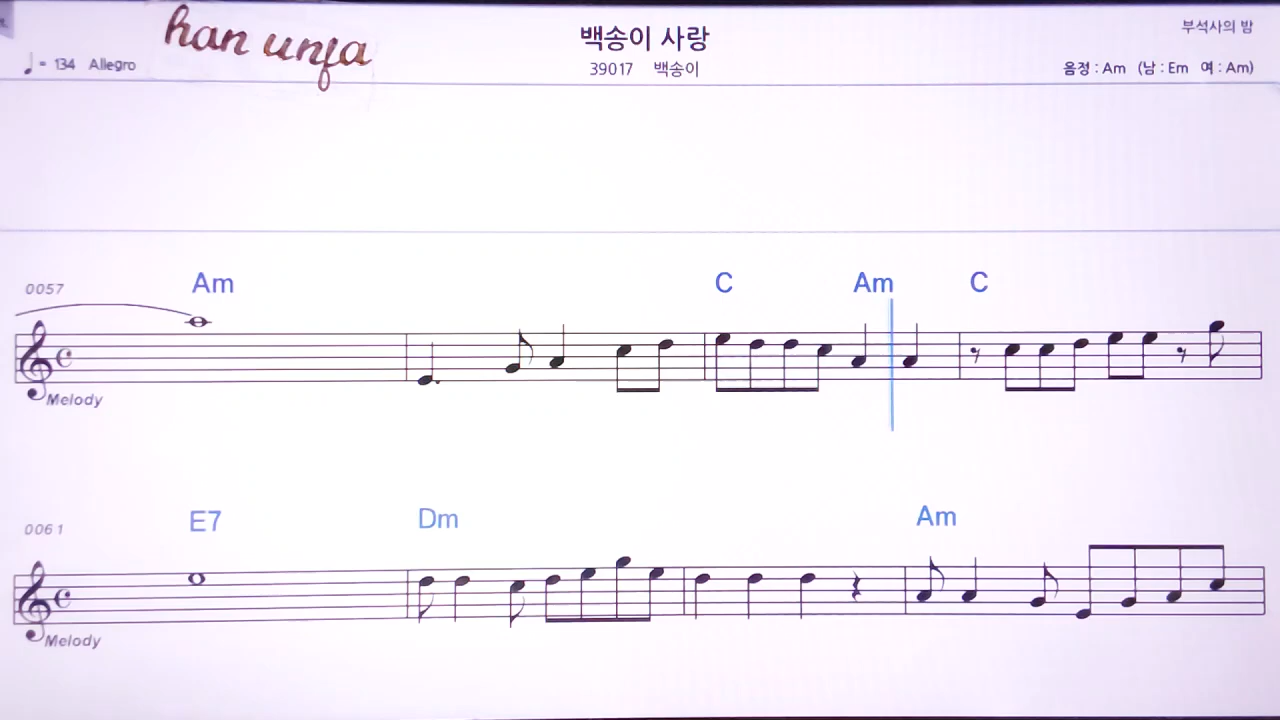 han unfa
♩ = 134 Allegro
백송이 사랑
39017 백송이
부석사의 밤
음정 : Am (남 : Em 여 : Am)
0057
Am C Am C
Melody
0061
E7 Dm Am
Melody